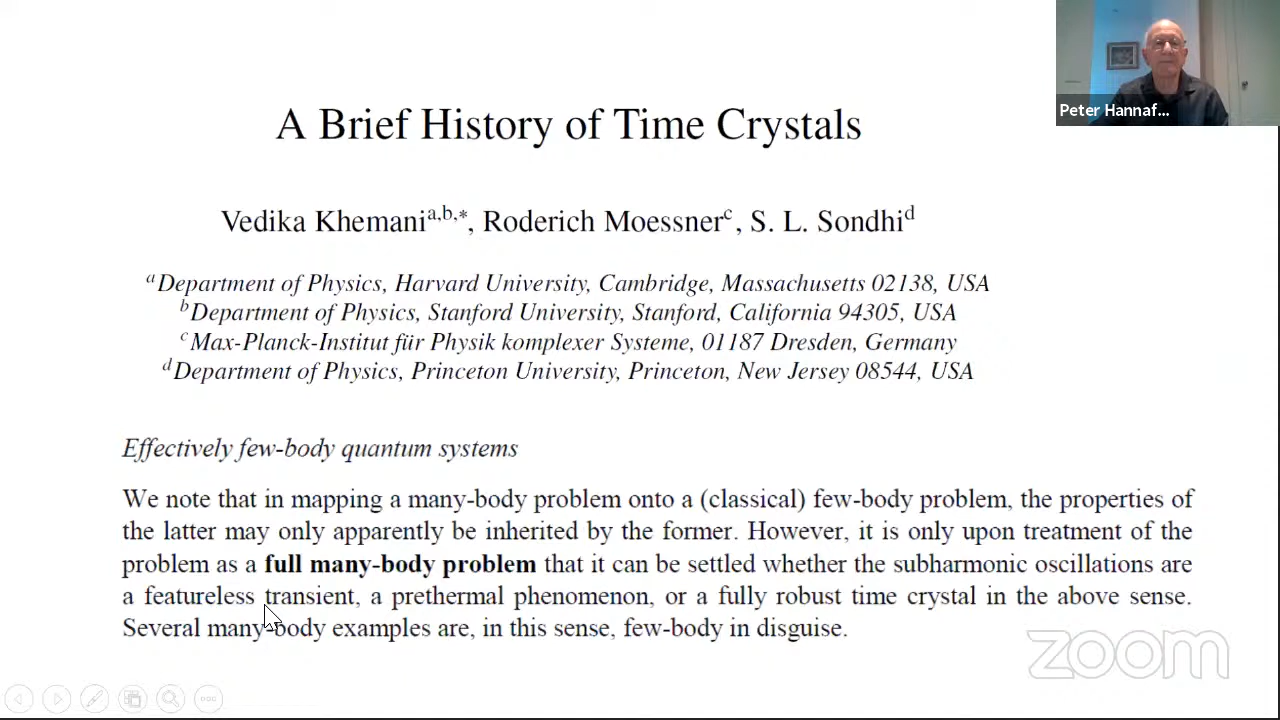 A Brief History of Time Crystals
Vedika Khemani^a,b,*, Roderich Moessner^c, S. L. Sondhi^d
^a Department of Physics, Harvard University, Cambridge, Massachusetts 02138, USA
^b Department of Physics, Stanford University, Stanford, California 94305, USA
^c Max-Planck-Institut für Physik komplexer Systeme, 01187 Dresden, Germany
^d Department of Physics, Princeton University, Princeton, New Jersey 08544, USA
Effectively few-body quantum systems
We note that in mapping a many-body problem onto a (classical) few-body problem, the properties of
the latter may only apparently be inherited by the former. However, it is only upon treatment of the
problem as a full many-body problem that it can be settled whether the subharmonic oscillations are
a featureless transient, a prethermal phenomenon, or a fully robust time crystal in the above sense.
Several many-body examples are, in this sense, few-body in disguise.
Peter Hannaf...
zoom